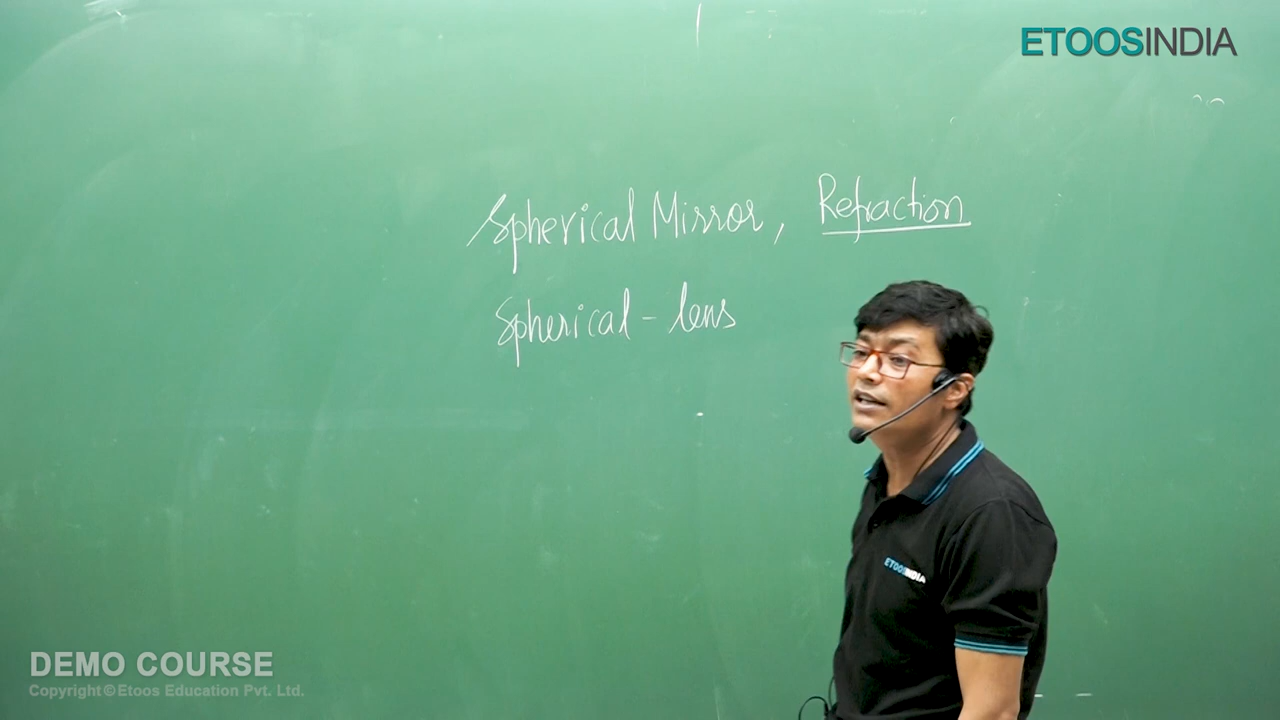 ETOOSINDIA
Spherical Mirror, Refraction
Spherical - lens
ETOOSINDIA
DEMO COURSE
Copyright © Etoos Education Pvt. Ltd.